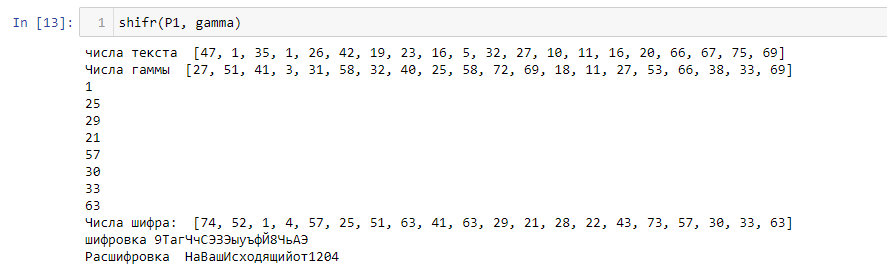 In [13]: 1 shifr(P1, gamma)
числа текста [47, 1, 35, 1, 26, 42, 19, 23, 16, 5, 32, 27, 10, 11, 16, 20, 66, 67, 75, 69]
Числа гаммы [27, 51, 41, 3, 31, 58, 32, 40, 25, 58, 72, 69, 18, 11, 27, 53, 66, 38, 33, 69]
1
25
29
21
57
30
33
63
Числа шифра: [74, 52, 1, 4, 57, 25, 51, 63, 41, 63, 29, 21, 28, 22, 43, 73, 57, 30, 33, 63]
шифровка 9ТагЧчСЭЗЭыуъфЙ8ЧьАЭ
Расшифровка НаВашИсходящийот1204